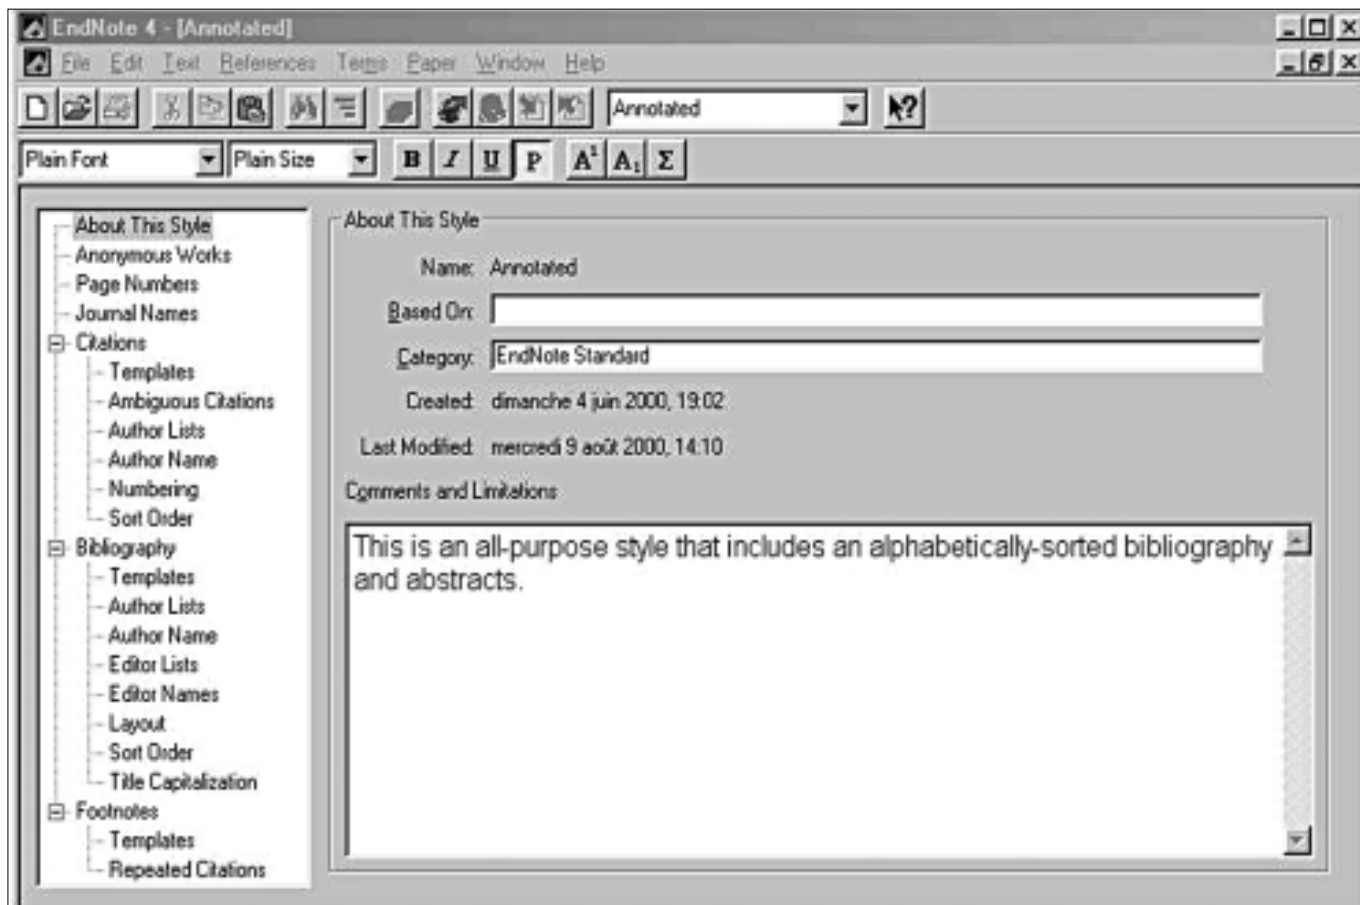 EndNote 4 - [Annotated]
File Edit Text References Terms Paper Window Help
Annotated
Plain Font Plain Size B I U P A¹ A₁ Σ
About This Style
Anonymous Works
Page Numbers
Journal Names
Citations
Templates
Ambiguous Citations
Author Lists
Author Name
Numbering
Sort Order
Bibliography
Templates
Author Lists
Author Name
Editor Lists
Editor Names
Layout
Sort Order
Title Capitalization
Footnotes
Templates
Repeated Citations
About This Style
Name: Annotated
Based On:
Category: EndNote Standard
Created: dimanche 4 juin 2000, 19:02
Last Modified: mercredi 9 août 2000, 14:10
Comments and Limitations
This is an all-purpose style that includes an alphabetically-sorted bibliography
and abstracts.